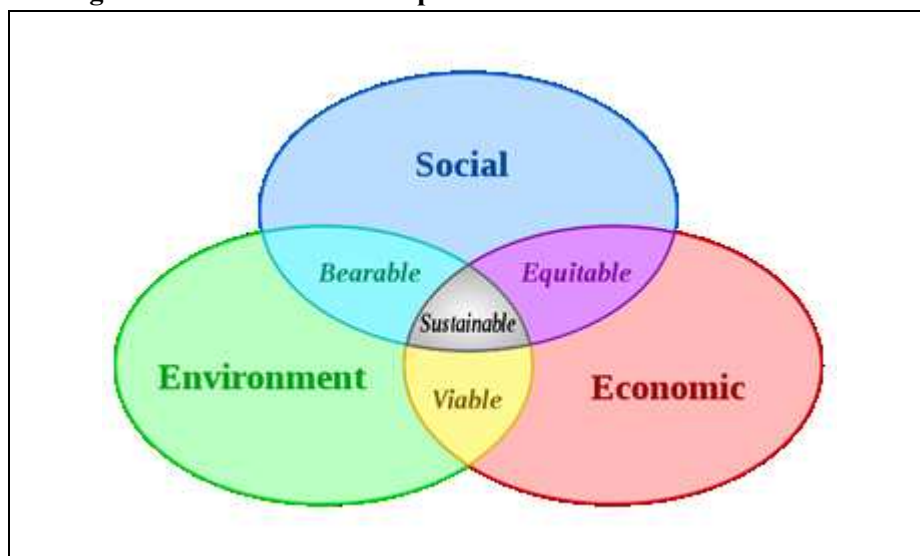 Social
Bearable
Equitable
Sustainable
Environment
Viable
Economic